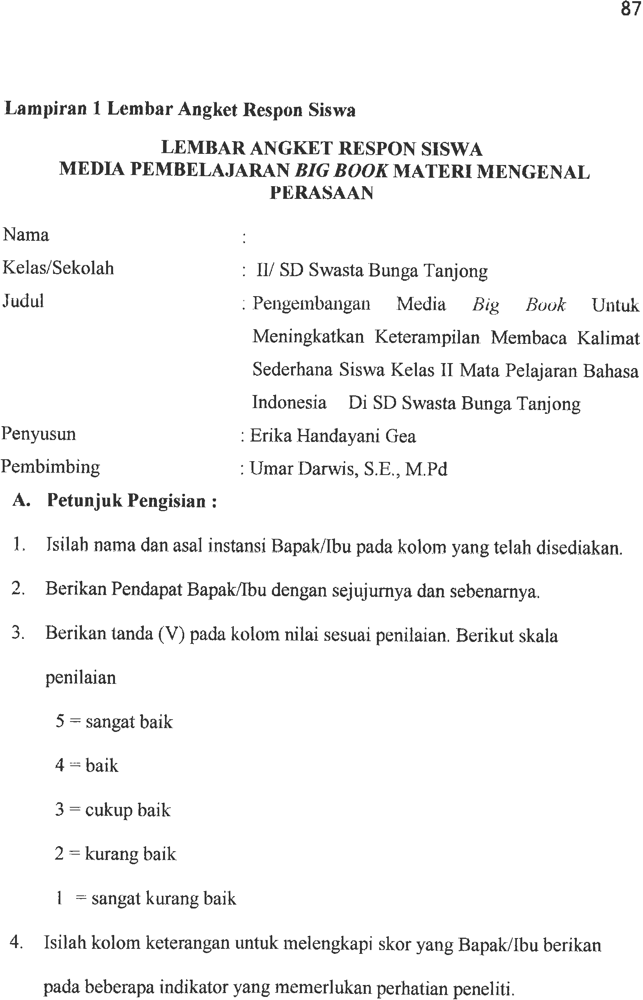 87
Lampiran 1 Lembar Angket Respon Siswa
LEMBAR ANGKET RESPON SISWA
MEDIA PEMBELAJARAN BIG BOOK MATERI MENGENAL
PERASAAN
Nama :
Kelas/Sekolah : II/ SD Swasta Bunga Tanjong
Judul : Pengembangan Media Big Book Untuk
Meningkatkan Keterampilan Membaca Kalimat
Sederhana Siswa Kelas II Mata Pelajaran Bahasa
Indonesia Di SD Swasta Bunga Tanjong
Penyusun : Erika Handayani Gea
Pembimbing : Umar Darwis, S.E., M.Pd
A. Petunjuk Pengisian :
1. Isilah nama dan asal instansi Bapak/Ibu pada kolom yang telah disediakan.
2. Berikan Pendapat Bapak/Ibu dengan sejujurnya dan sebenarnya.
3. Berikan tanda (V) pada kolom nilai sesuai penilaian. Berikut skala
penilaian
5 = sangat baik
4 = baik
3 = cukup baik
2 = kurang baik
1 = sangat kurang baik
4. Isilah kolom keterangan untuk melengkapi skor yang Bapak/Ibu berikan
pada beberapa indikator yang memerlukan perhatian peneliti.